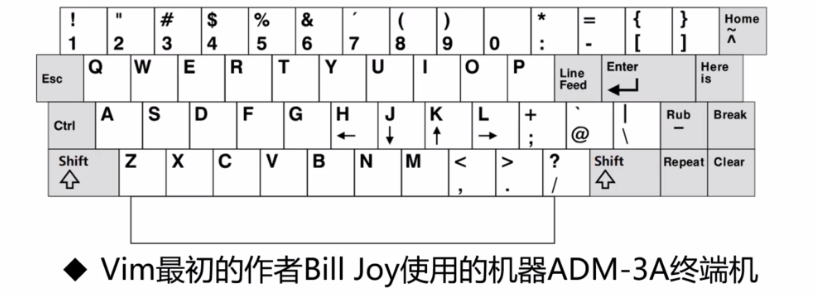 ! " # $ % & ´ ( ) * = { } Home
1 2 3 4 5 6 7 8 9 0 : - [ ] ~ ^
Esc Q W E R T Y U I O P Line Feed Enter Here is
Ctrl A S D F G H J K L + ; ` @ | \ Rub – Break
← ↓ ↑ →
Shift Z X C V B N M < , > . ? / Shift Repeat Clear
◆ Vim最初的作者Bill Joy使用的机器ADM-3A终端机